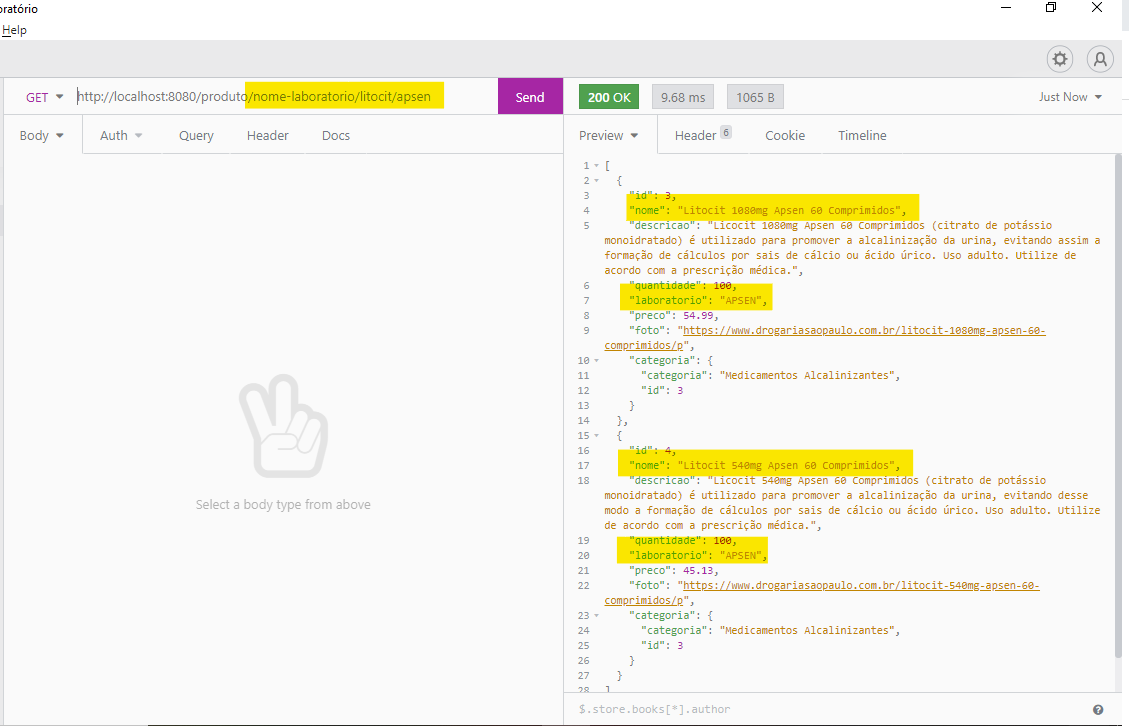 oratório
Help
GET http://localhost:8080/produto/nome-laboratorio/litocit/apsen Send 200 OK 9.68 ms 1065 B Just Now
Body Auth Query Header Docs Preview Header 6 Cookie Timeline
1 [
2 {
3 "id": 3,
4 "nome": "Litocit 1080mg Apsen 60 Comprimidos",
5 "descricao": "Licocit 1080mg Apsen 60 Comprimidos (citrato de potássio
monoidratado) é utilizado para promover a alcalinização da urina, evitando assim a
formação de cálculos por sais de cálcio ou ácido úrico. Uso adulto. Utilize de
acordo com a prescrição médica.",
6 "quantidade": 100,
7 "laboratorio": "APSEN",
8 "preco": 54.99,
9 "foto": "https://www.drogariasaopaulo.com.br/litocit-1080mg-apsen-60-
comprimidos/p",
10 "categoria": {
11 "categoria": "Medicamentos Alcalinizantes",
12 "id": 3
13 }
14 },
15 {
16 "id": 4,
17 "nome": "Litocit 540mg Apsen 60 Comprimidos",
18 "descricao": "Licocit 540mg Apsen 60 Comprimidos (citrato de potássio
monoidratado) é utilizado para promover a alcalinização da urina, evitando desse
modo a formação de cálculos por sais de cálcio ou ácido úrico. Uso adulto. Utilize
de acordo com a prescrição médica.",
19 "quantidade": 100,
20 "laboratorio": "APSEN",
21 "preco": 45.13,
22 "foto": "https://www.drogariasaopaulo.com.br/litocit-540mg-apsen-60-
comprimidos/p",
23 "categoria": {
24 "categoria": "Medicamentos Alcalinizantes",
25 "id": 3
26 }
27 }
28 ]
Select a body type from above
$.store.books[*].author